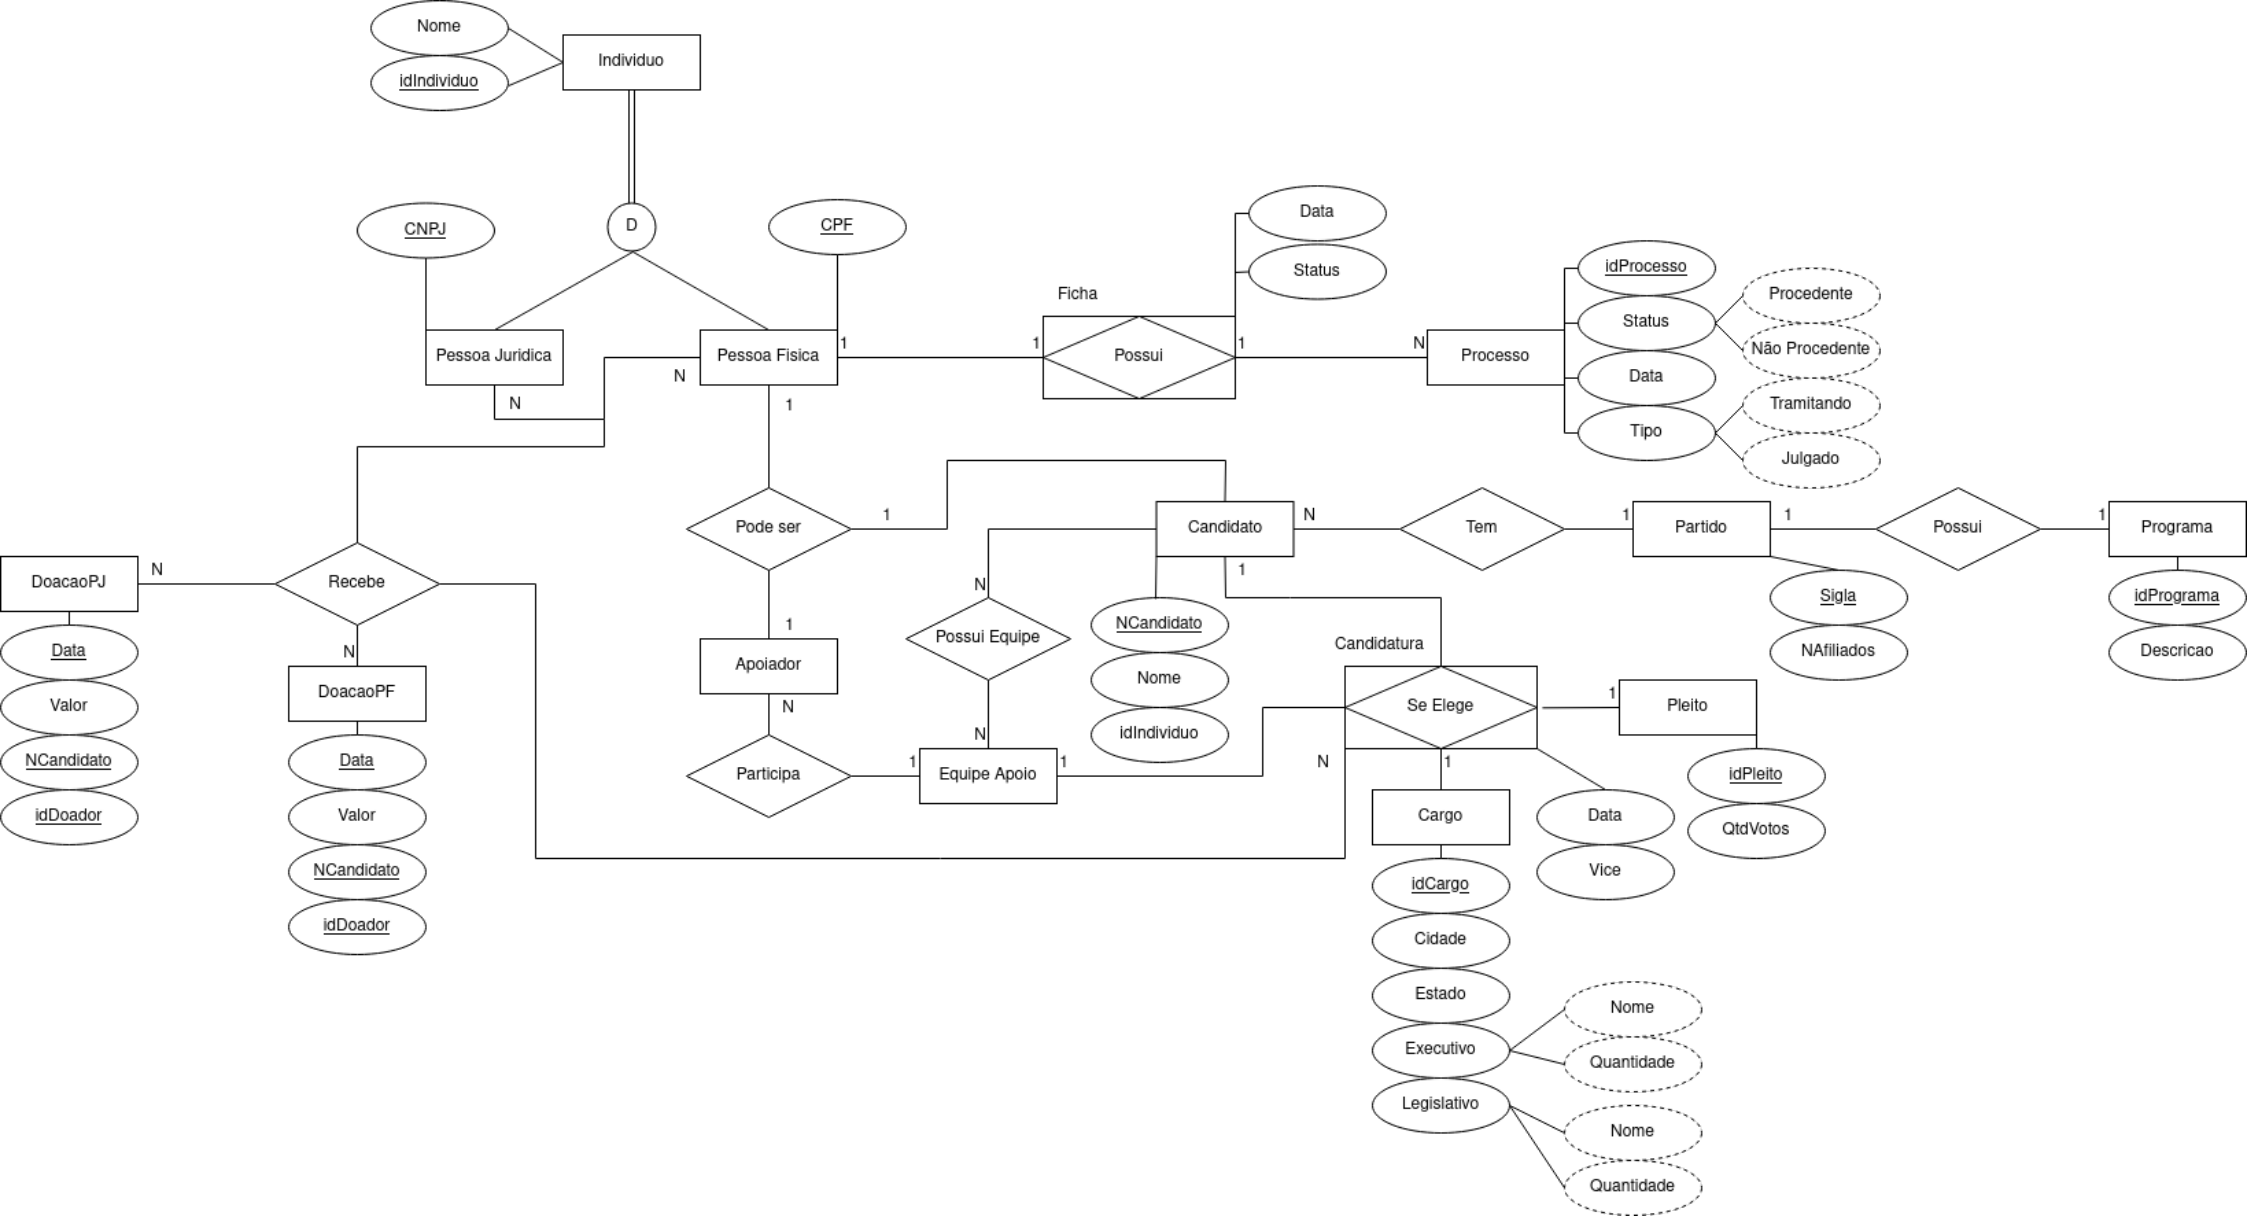 Nome
Individuo
idIndividuo
Data
CNPJ
D
CPF
Status
idProcesso
Ficha
Procedente
Status
1
1
Possui
1
N
Processo
Não Procedente
Pessoa Juridica
Pessoa Fisica
Data
N
N
1
Tramitando
Tipo
Julgado
1
Pode ser
Candidato
N
Tem
1
Partido
1
Possui
1
Programa
DoacaoPJ
N
Recebe
N
1
Sigla
idPrograma
1
NCandidato
Possui Equipe
Candidatura
Data
N
Apoiador
NAfiliados
Descricao
Nome
DoacaoPF
1
Valor
N
Se Elege
Pleito
N
idIndividuo
NCandidato
Data
Participa
1
Equipe Apoio
1
N
1
idPleito
idDoador
Valor
Cargo
Data
QtdVotos
NCandidato
Vice
idCargo
idDoador
Cidade
Estado
Nome
Executivo
Quantidade
Legislativo
Nome
Quantidade